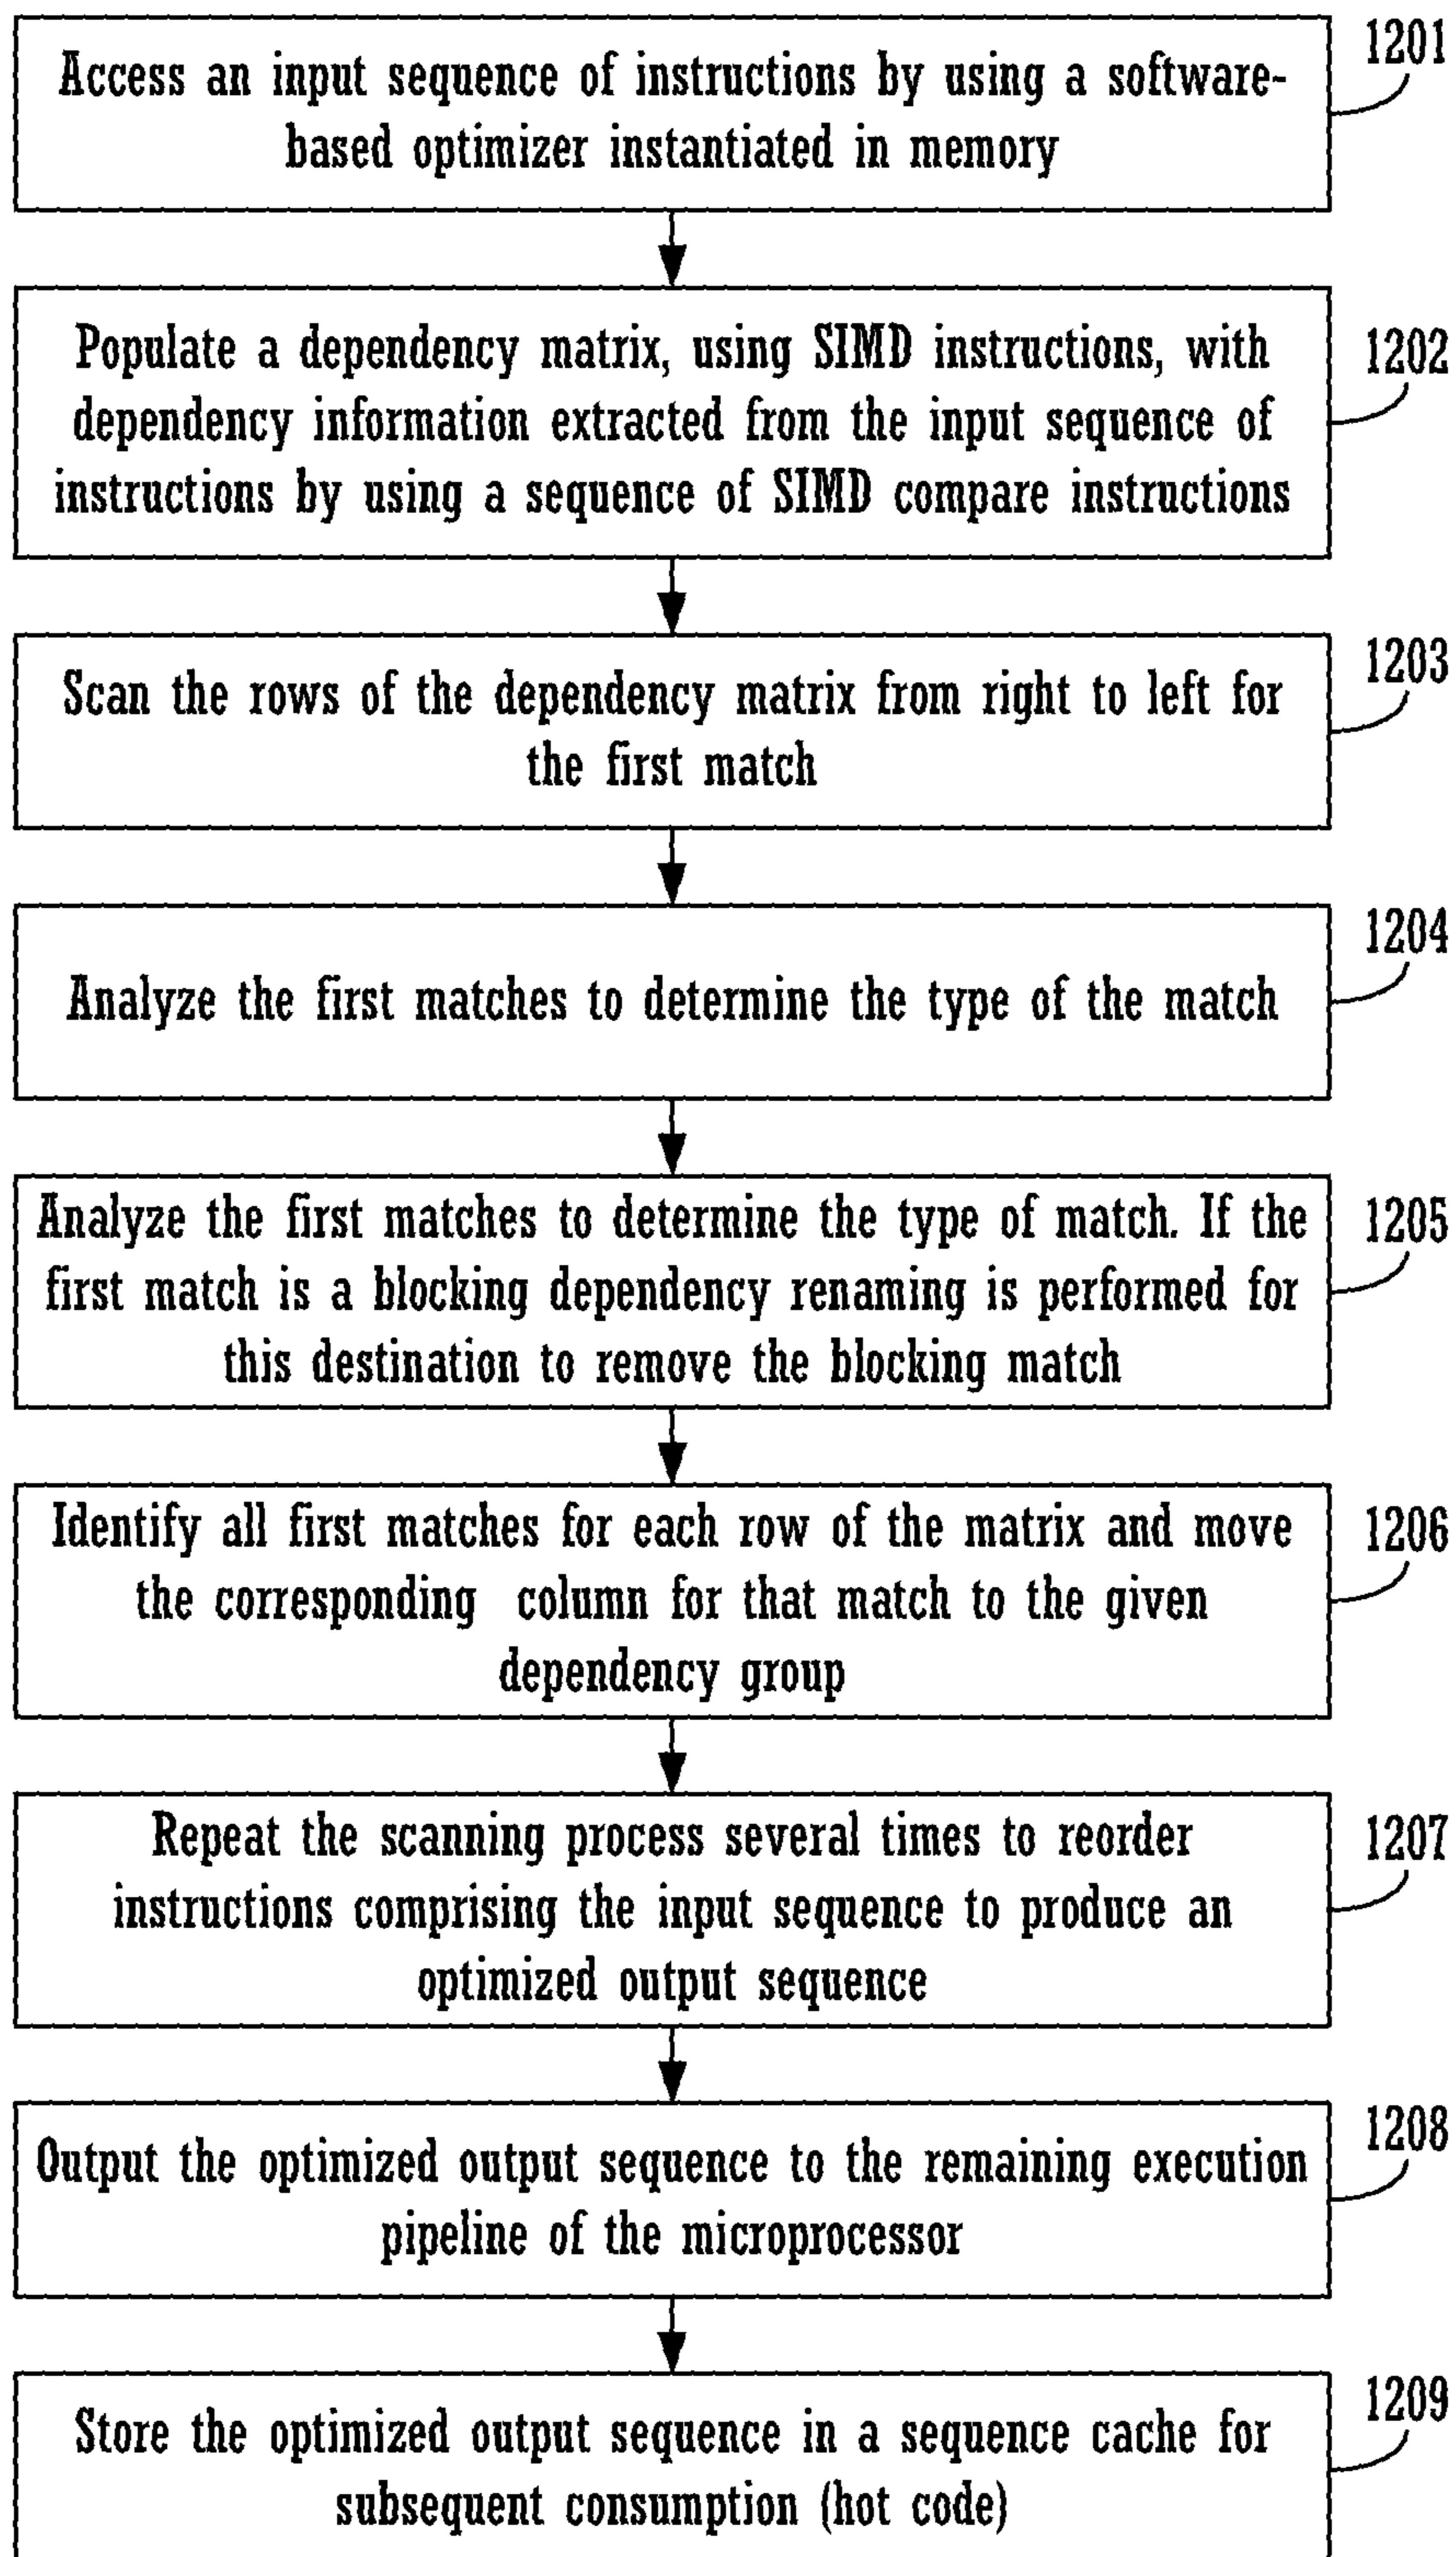 1201
Access an input sequence of instructions by using a software-
based optimizer instantiated in memory
1202
Populate a dependency matrix, using SIMD instructions, with
dependency information extracted from the input sequence of
instructions by using a sequence of SIMD compare instructions
1203
Scan the rows of the dependency matrix from right to left for
the first match
1204
Analyze the first matches to determine the type of the match
1205
Analyze the first matches to determine the type of match. If the
first match is a blocking dependency renaming is performed for
this destination to remove the blocking match
1206
Identify all first matches for each row of the matrix and move
the corresponding column for that match to the given
dependency group
1207
Repeat the scanning process several times to reorder
instructions comprising the input sequence to produce an
optimized output sequence
1208
Output the optimized output sequence to the remaining execution
pipeline of the microprocessor
1209
Store the optimized output sequence in a sequence cache for
subsequent consumption (hot code)